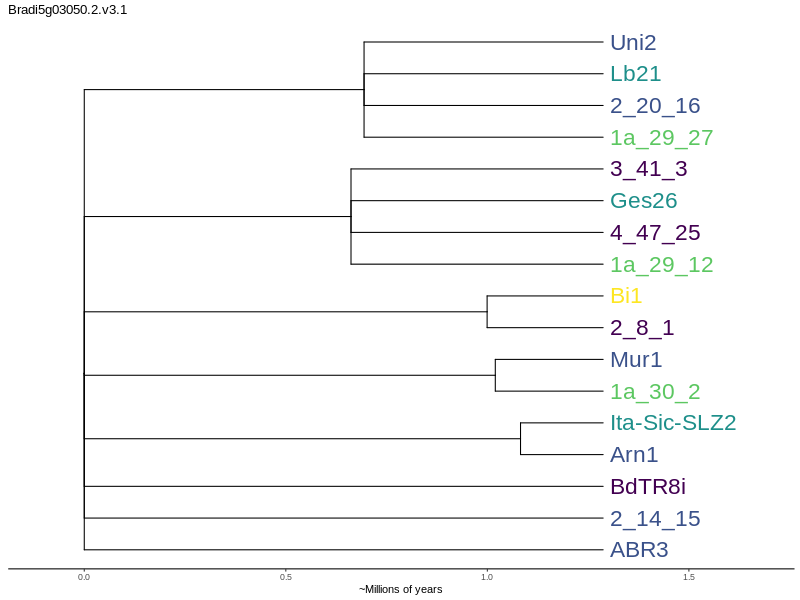 Bradi5g03050.2.v3.1
Uni2
Lb21
2_20_16
1a_29_27
3_41_3
Ges26
4_47_25
1a_29_12
Bi1
2_8_1
Mur1
1a_30_2
Ita-Sic-SLZ2
Arn1
BdTR8i
2_14_15
ABR3
0.0 0.5 1.0 1.5
~Millions of years